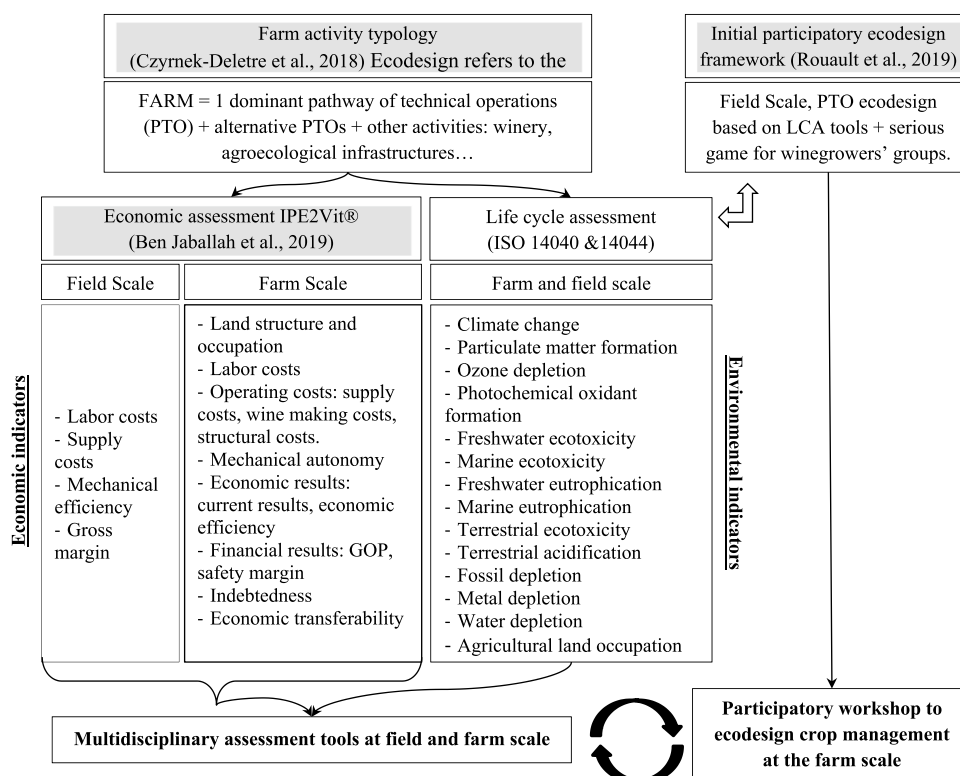 Farm activity typology
(Czyrnek-Deletre et al., 2018) Ecodesign refers to the
FARM = 1 dominant pathway of technical operations
(PTO) + alternative PTOs + other activities: winery,
agroecological infrastructures…
Initial participatory ecodesign
framework (Rouault et al., 2019)
Field Scale, PTO ecodesign
based on LCA tools + serious
game for winegrowers’ groups.
Economic assessment IPE2Vit®
(Ben Jaballah et al., 2019)
Life cycle assessment
(ISO 14040 &14044)
Field Scale
Farm Scale
Farm and field scale
Economic indicators
- Labor costs
- Supply
costs
- Mechanical
efficiency
- Gross
margin
- Land structure and
occupation
- Labor costs
- Operating costs: supply
costs, wine making costs,
structural costs.
- Mechanical autonomy
- Economic results:
current results, economic
efficiency
- Financial results: GOP,
safety margin
- Indebtedness
- Economic transferability
- Climate change
- Particulate matter formation
- Ozone depletion
- Photochemical oxidant
formation
- Freshwater ecotoxicity
- Marine ecotoxicity
- Freshwater eutrophication
- Marine eutrophication
- Terrestrial ecotoxicity
- Terrestrial acidification
- Fossil depletion
- Metal depletion
- Water depletion
- Agricultural land occupation
Environmental indicators
Multidisciplinary assessment tools at field and farm scale
Participatory workshop to
ecodesign crop management
at the farm scale